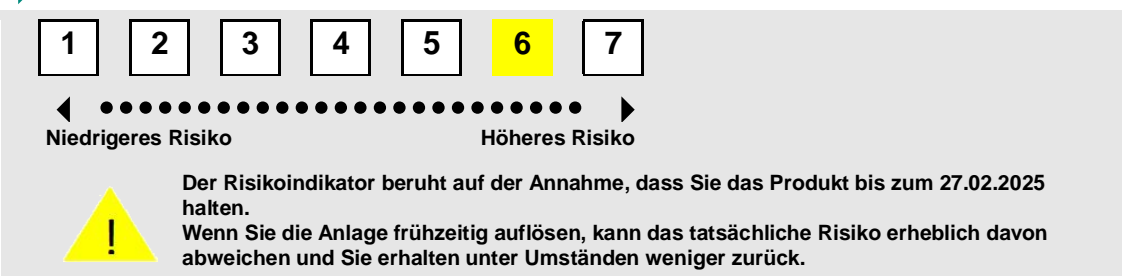 1 2 3 4 5 6 7
Niedrigeres Risiko Höheres Risiko
Der Risikoindikator beruht auf der Annahme, dass Sie das Produkt bis zum 27.02.2025
halten.
Wenn Sie die Anlage frühzeitig auflösen, kann das tatsächliche Risiko erheblich davon
abweichen und Sie erhalten unter Umständen weniger zurück.
!